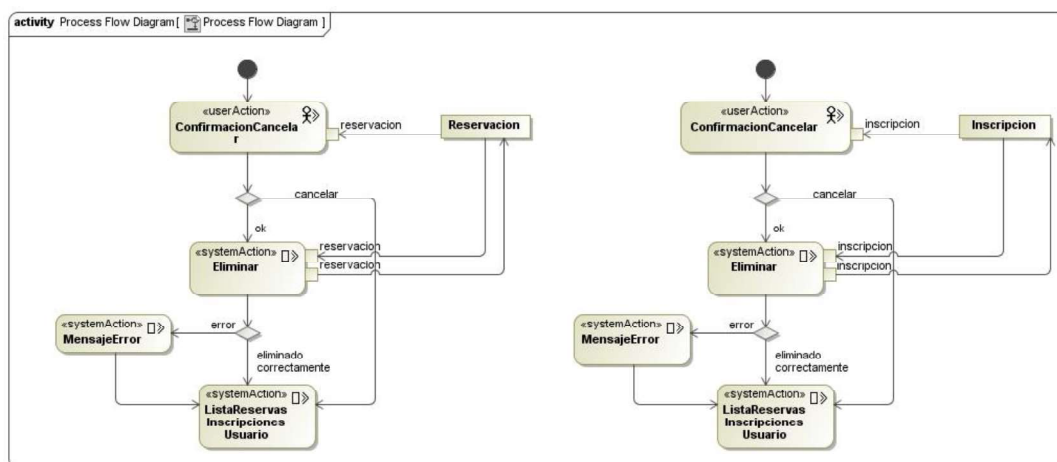 activity Process Flow Diagram [ Process Flow Diagram ]
«userAction»
ConfirmacionCancela
r
reservacion
Reservacion
cancelar
ok
«systemAction»
Eliminar
reservacion
reservacion
«systemAction»
MensajeError
error
eliminado
correctamente
«systemAction»
ListaReservas
Inscripciones
Usuario
«userAction»
ConfirmacionCancelar
inscripcion
Inscripcion
cancelar
ok
«systemAction»
Eliminar
inscripcion
inscripcion
«systemAction»
MensajeError
error
eliminado
correctamente
«systemAction»
ListaReservas
Inscripciones
Usuario